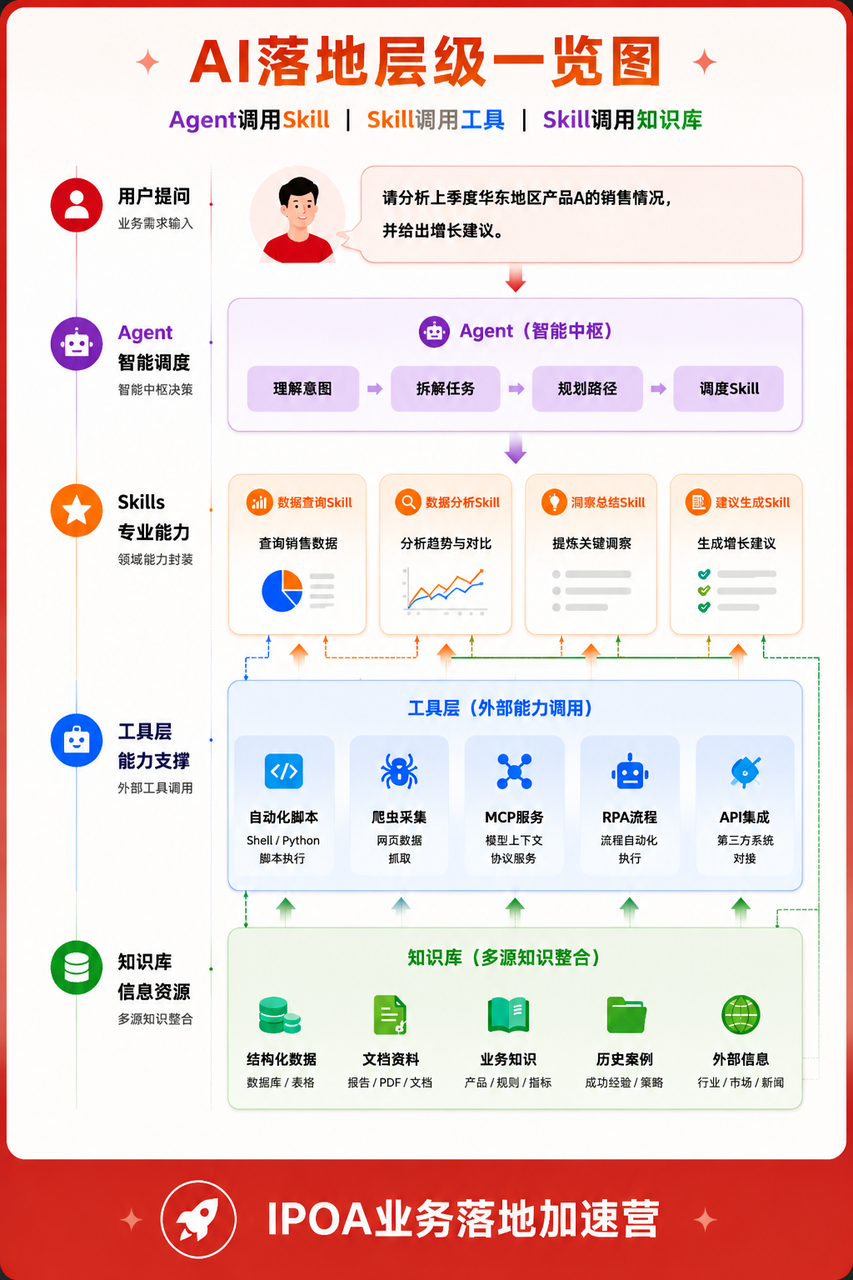 AI落地层级一览图
Agent调用Skill | Skill调用工具 | Skill调用知识库
用户提问
业务需求输入
请分析上季度华东地区产品A的销售情况，
并给出增长建议。
Agent
智能调度
智能中枢决策
Agent（智能中枢）
理解意图
拆解任务
规划路径
调度Skill
Skills
专业能力
领域能力封装
数据查询Skill
查询销售数据
数据分析Skill
分析趋势与对比
洞察总结Skill
提炼关键洞察
建议生成Skill
生成增长建议
工具层
能力支撑
外部工具调用
工具层（外部能力调用）
自动化脚本
Shell / Python
脚本执行
爬虫采集
网页数据
抓取
MCP服务
模型上下文
协议服务
RPA流程
流程自动化
执行
API集成
第三方系统
对接
知识库
信息资源
多源知识整合
知识库（多源知识整合）
结构化数据
数据库 / 表格
文档资料
报告 / PDF / 文档
业务知识
产品 / 规则 / 指标
历史案例
成功经验 / 策略
外部信息
行业 / 市场 / 新闻
IPOA业务落地加速营